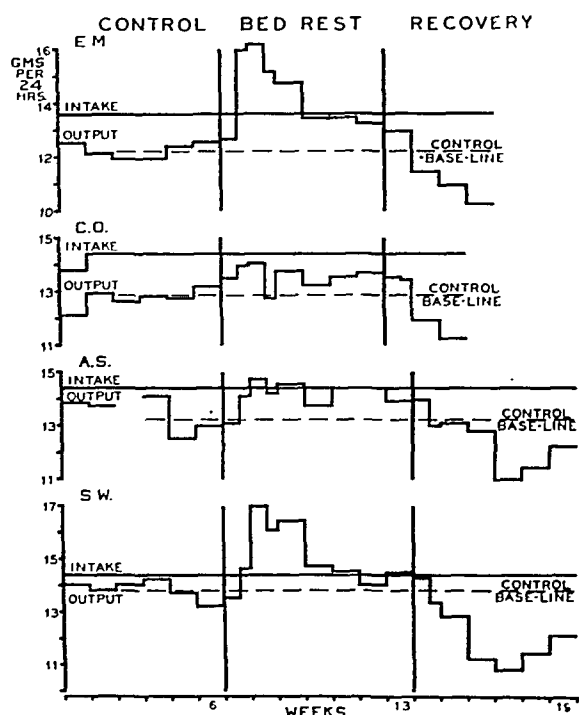 CONTROL BED REST RECOVERY
E M
GMS
PER
24
HRS.
16
14
12
10
INTAKE
OUTPUT
CONTROL
BASE-LINE
C.O.
15
13
11
INTAKE
OUTPUT
CONTROL
BASE-LINE
A.S.
15
13
11
INTAKE
OUTPUT
CONTROL
BASE-LINE
S W.
17
15
13
11
INTAKE
OUTPUT
CONTROL
BASE-LINE
6 13 19
WEEKS